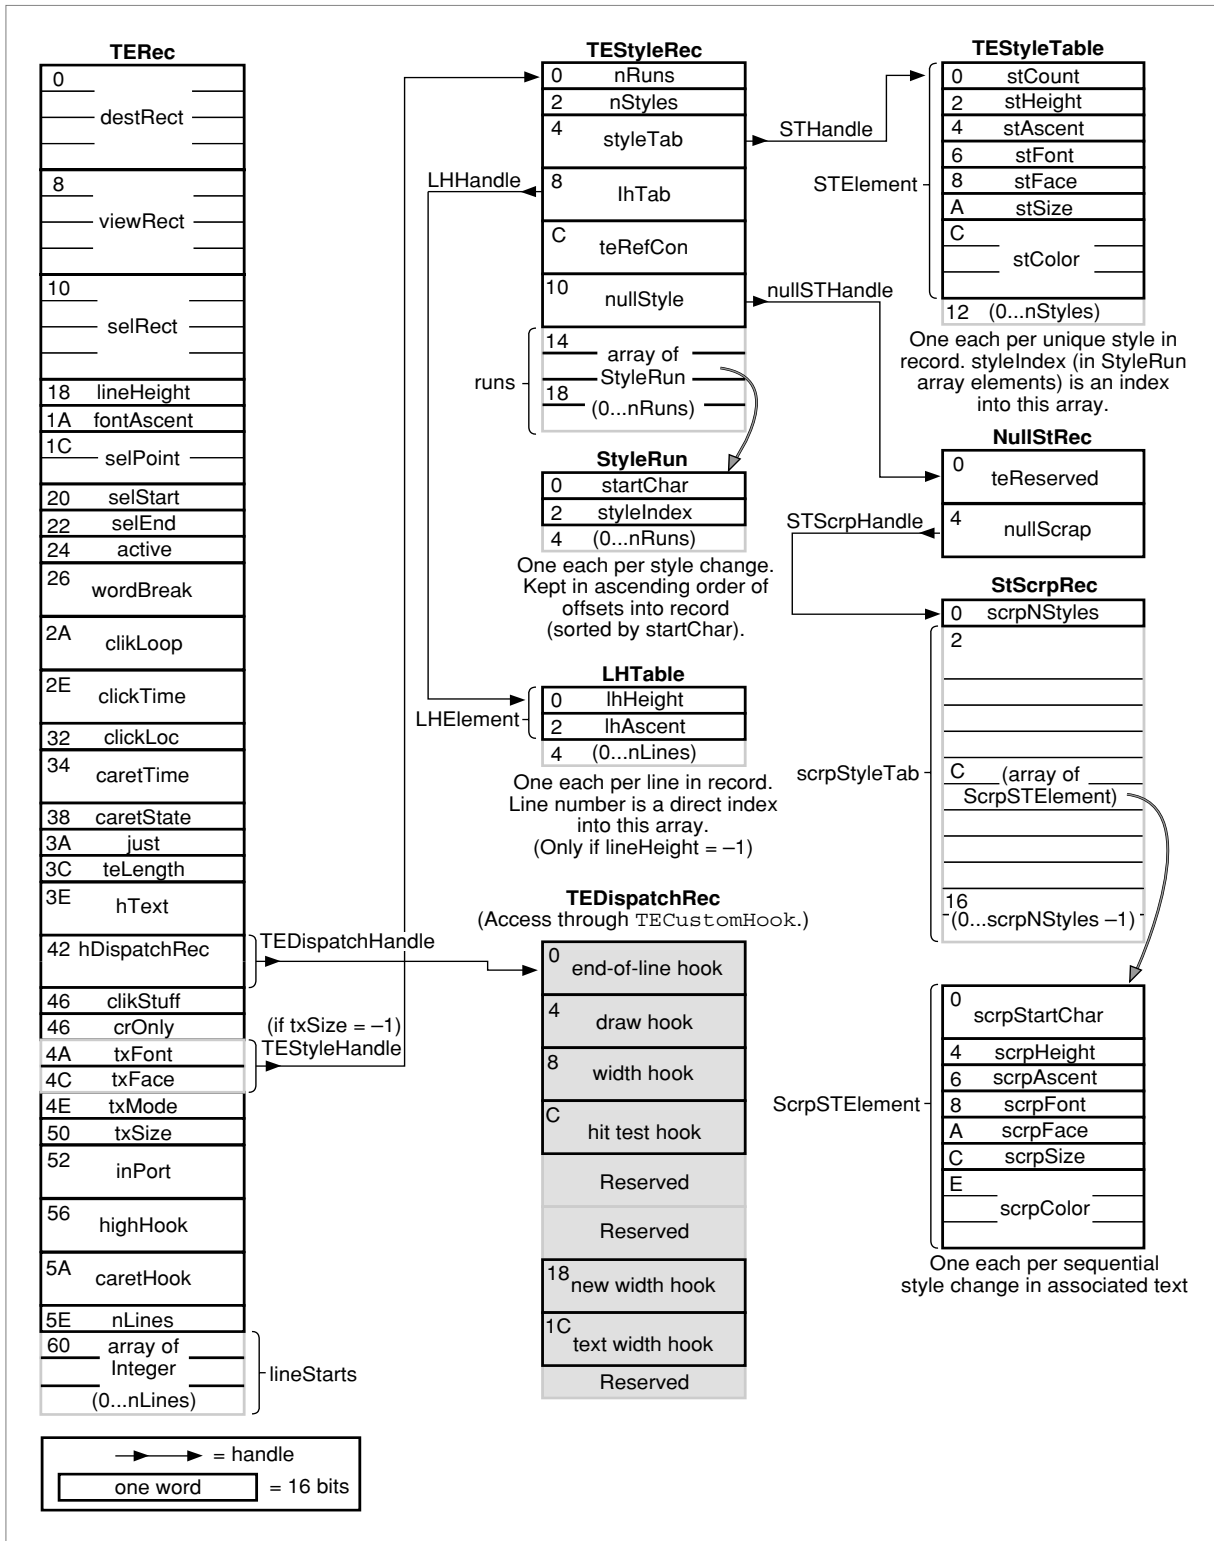 TERec
0
destRect
8
viewRect
10
selRect
18 lineHeight
1A fontAscent
1C
selPoint
20 selStart
22 selEnd
24 active
26
wordBreak
2A
clikLoop
2E
clickTime
32 clickLoc
34
caretTime
38 caretState
3A just
3C teLength
3E
hText
42 hDispatchRec
46 clikStuff
46 crOnly
4A txFont
4C txFace
4E txMode
50 txSize
52
inPort
56
highHook
5A
caretHook
5E nLines
60 array of
Integer
(0...nLines)
lineStarts
TEDispatchHandle
(if txSize = –1)
TEStyleHandle
LHHandle
TEStyleRec
0 nRuns
2 nStyles
4
styleTab
8
lhTab
C
teRefCon
10
nullStyle
14
array of
StyleRun
18
(0...nRuns)
runs
STHandle
nullSTHandle
StyleRun
0 startChar
2 styleIndex
4 (0...nRuns)
One each per style change.
Kept in ascending order of
offsets into record
(sorted by startChar).
LHTable
0 lhHeight
2 lhAscent
4 (0...nLines)
LHElement
One each per line in record.
Line number is a direct index
into this array.
(Only if lineHeight = –1)
TEDispatchRec
(Access through TECustomHook.)
0
end-of-line hook
4
draw hook
8
width hook
C
hit test hook
Reserved
Reserved
18
new width hook
1C
text width hook
Reserved
TEStyleTable
0 stCount
2 stHeight
4 stAscent
6 stFont
8 stFace
A stSize
C
stColor
12 (0...nStyles)
STElement
One each per unique style in
record. styleIndex (in StyleRun
array elements) is an index
into this array.
NullStRec
0
teReserved
4
nullScrap
STScrpHandle
StScrpRec
0 scrpNStyles
2
C (array of
ScrpSTElement)
16
(0...scrpNStyles –1)
scrpStyleTab
0
scrpStartChar
4 scrpHeight
6 scrpAscent
8 scrpFont
A scrpFace
C scrpSize
E
scrpColor
ScrpSTElement
One each per sequential
style change in associated text
= handle
one word = 16 bits